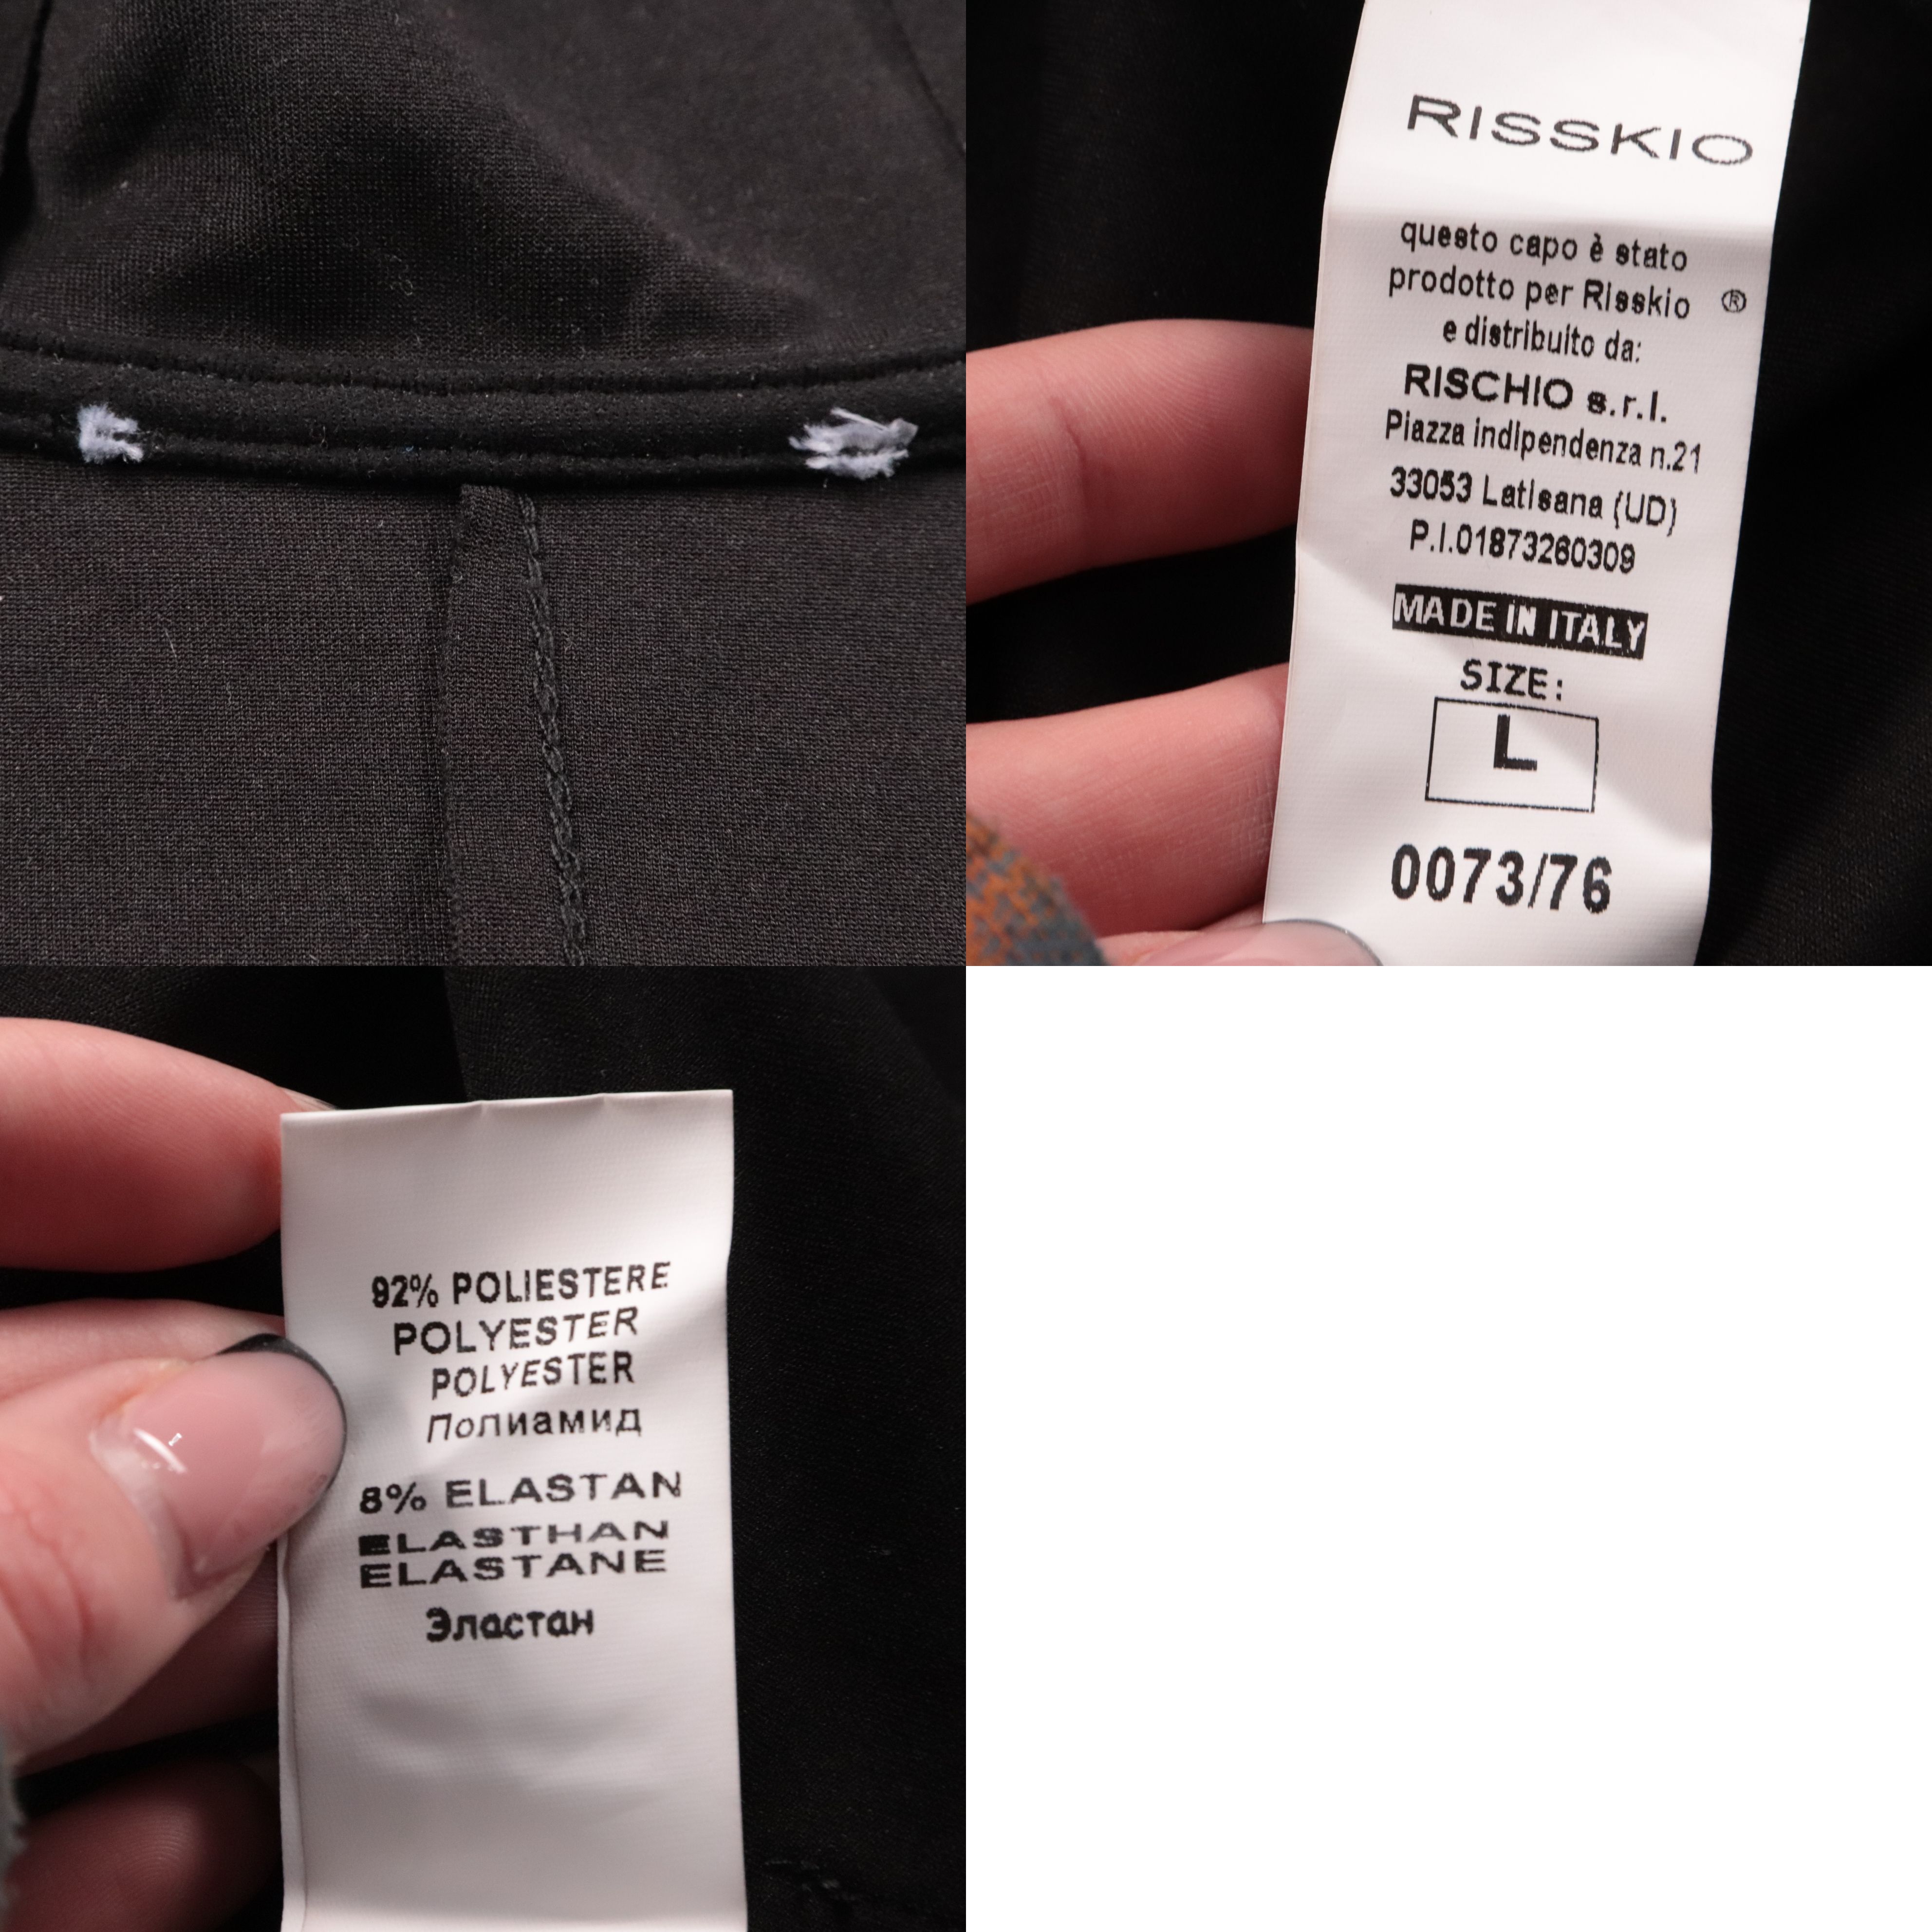 RISSKIO
questo capo è stato
prodotto per Risskio ®
e distribuito da:
RISCHIO s.r.l.
Piazza indipendenza n.21
33053 Latisana (UD)
P.I.01873260309
MADE IN ITALY
SIZE:
L
0073/76
92% POLIESTERE
POLYESTER
POLYESTER
Полиамид
8% ELASTAN
ELASTHAN
ELASTANE
Эластан